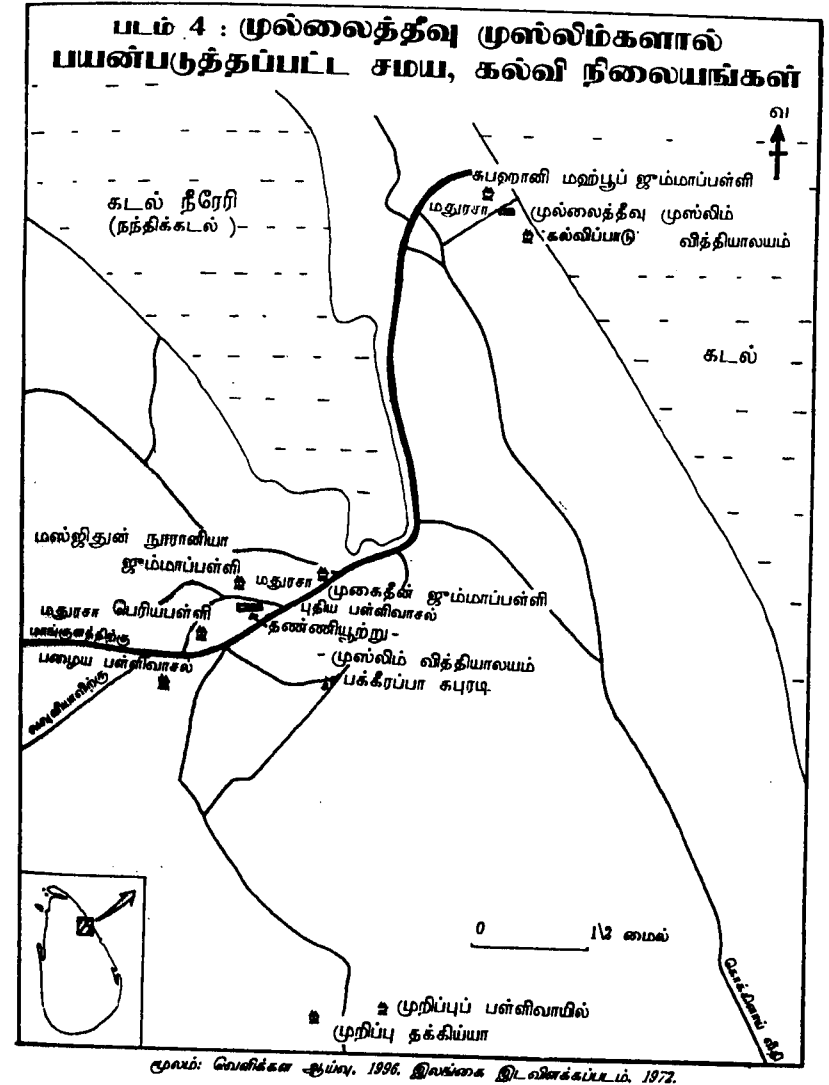 படம் 4 : முல்லைத்தீவு முஸ்லிம்களால்
பயன்படுத்தப்பட்ட சமய, கல்வி நிலையங்கள்
வ
சுபஹானி மஹ்பூப் ஜும்மாப்பள்ளி
கடல் நீரேரி
(நந்திக்கடல் )
மதுரசா
முல்லைத்தீவு முஸ்லிம்
கல்விப்பாடு
வித்தியாலயம்
கடல்
மஸ்ஜிதுன் நூரானியா
ஜும்மாப்பள்ளி
மதுரசா
முகைதீன் ஜும்மாப்பள்ளி
புதிய பள்ளிவாசல்
மதுரசா பெரியபள்ளி
தண்ணியூற்று -
மாங்குளத்திற்கு
பழைய பள்ளிவாசல்
- முஸ்லிம் வித்தியாலயம்
பக்கீரப்பா கபுரடி
வவுனியாவிற்கு
0 1\2 மைல்
கொக்கிளாய் வீதி
முறிப்புப் பள்ளிவாயில்
முறிப்பு தக்கிய்யா
மூலம்: வெளிக்கள ஆய்வு, 1996. இலங்கை இடவிளக்கப்படம், 1972.